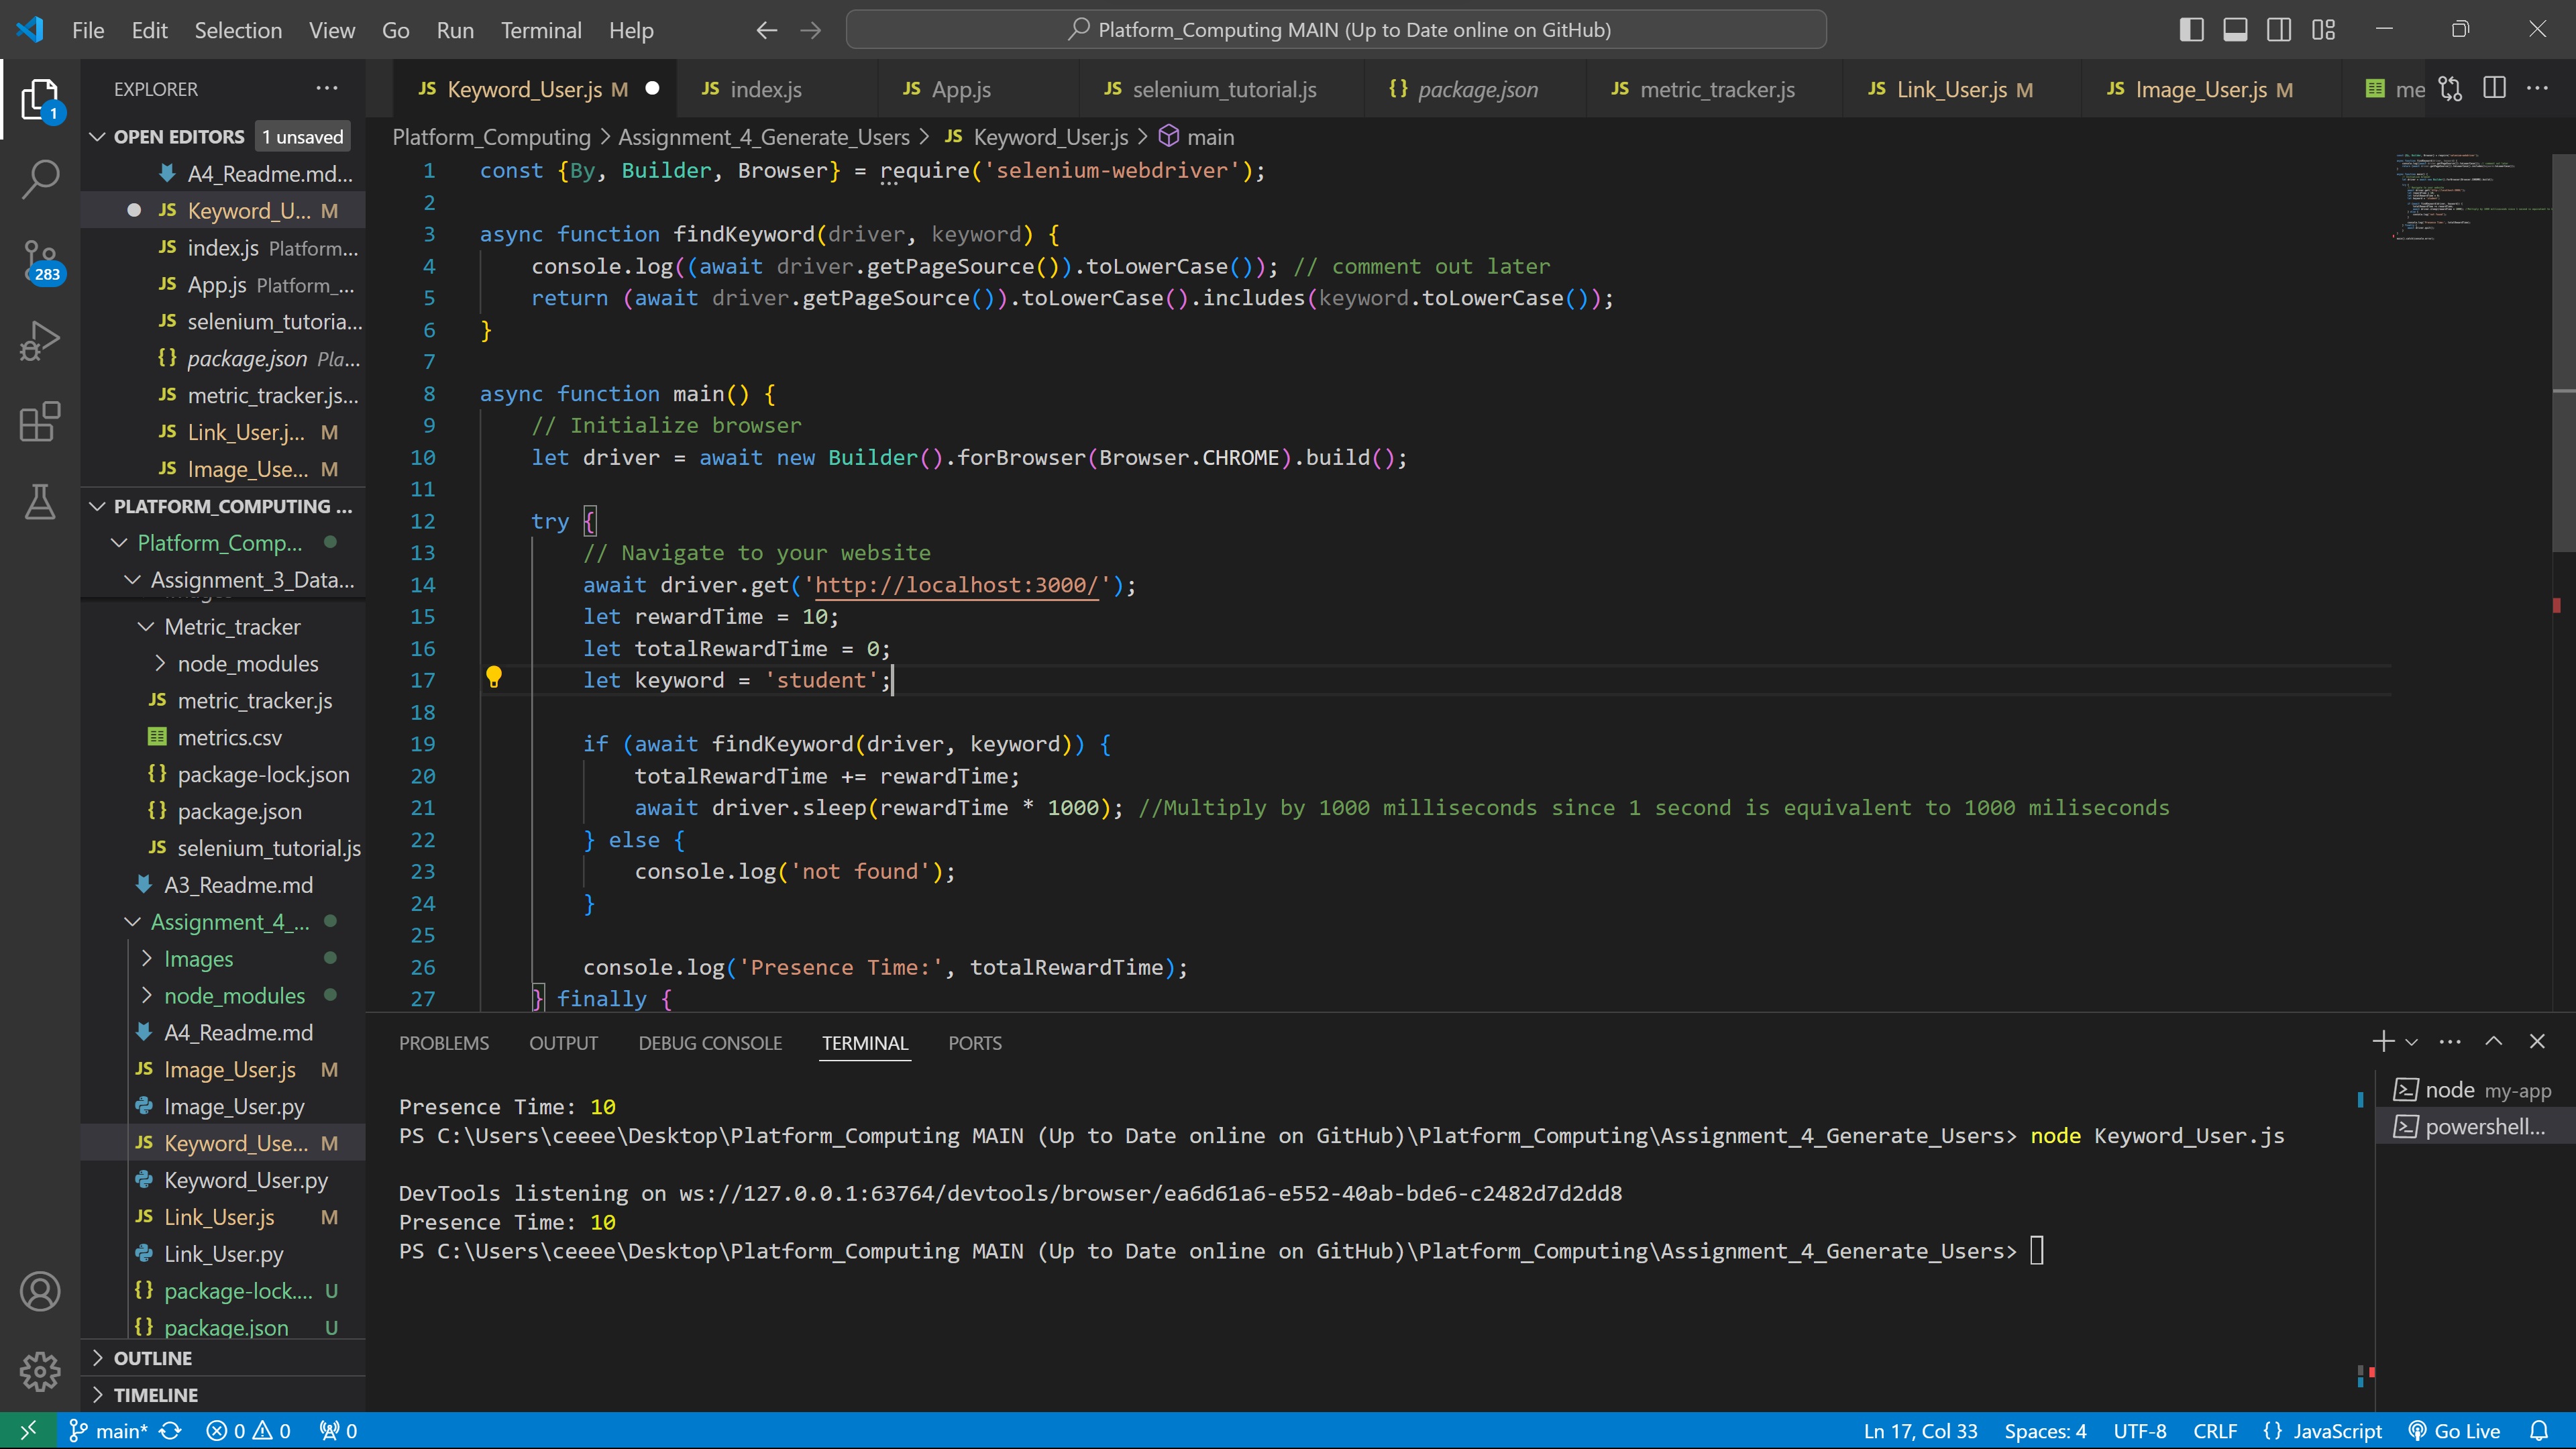 File Edit Selection View Go Run Terminal Help
Platform_Computing MAIN (Up to Date online on GitHub)
EXPLORER
OPEN EDITORS 1 unsaved
A4_Readme.md...
Keyword_U... M
JS index.js Platform...
JS App.js Platform_...
JS selenium_tutoria...
{} package.json Pla...
JS metric_tracker.js...
JS Link_User.j... M
JS Image_Use... M
PLATFORM_COMPUTING ...
Platform_Comp...
Assignment_3_Data...
Metric_tracker
node_modules
JS metric_tracker.js
metrics.csv
{} package-lock.json
{} package.json
JS selenium_tutorial.js
A3_Readme.md
Assignment_4_...
Images
node_modules
A4_Readme.md
JS Image_User.js M
Image_User.py
JS Keyword_Use... M
Keyword_User.py
JS Link_User.js M
Link_User.py
{} package-lock.... U
{} package.json U
OUTLINE
TIMELINE
1
283
JS Keyword_User.js M JS index.js JS App.js JS selenium_tutorial.js {} package.json JS metric_tracker.js JS Link_User.js M JS Image_User.js M me
Platform_Computing > Assignment_4_Generate_Users > JS Keyword_User.js > main
1 const {By, Builder, Browser} = require('selenium-webdriver');
2
3 async function findKeyword(driver, keyword) {
4 console.log((await driver.getPageSource()).toLowerCase()); // comment out later
5 return (await driver.getPageSource()).toLowerCase().includes(keyword.toLowerCase());
6 }
7
8 async function main() {
9 // Initialize browser
10 let driver = await new Builder().forBrowser(Browser.CHROME).build();
11
12 try {
13 // Navigate to your website
14 await driver.get('http://localhost:3000/');
15 let rewardTime = 10;
16 let totalRewardTime = 0;
17 let keyword = 'student';
18
19 if (await findKeyword(driver, keyword)) {
20 totalRewardTime += rewardTime;
21 await driver.sleep(rewardTime * 1000); //Multiply by 1000 milliseconds since 1 second is equivalent to 1000 miliseconds
22 } else {
23 console.log('not found');
24 }
25
26 console.log('Presence Time:', totalRewardTime);
27 } finally {
PROBLEMS OUTPUT DEBUG CONSOLE TERMINAL PORTS
Presence Time: 10
PS C:\Users\ceeee\Desktop\Platform_Computing MAIN (Up to Date online on GitHub)\Platform_Computing\Assignment_4_Generate_Users> node Keyword_User.js
DevTools listening on ws://127.0.0.1:63764/devtools/browser/ea6d61a6-e552-40ab-bde6-c2482d7d2dd8
Presence Time: 10
PS C:\Users\ceeee\Desktop\Platform_Computing MAIN (Up to Date online on GitHub)\Platform_Computing\Assignment_4_Generate_Users>
node my-app
powershell...
main* 0 0 0 Ln 17, Col 33 Spaces: 4 UTF-8 CRLF {} JavaScript Go Live